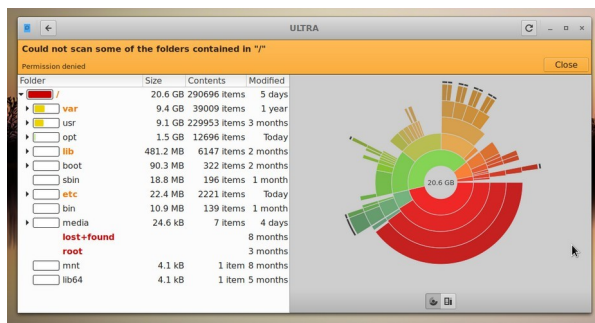 ULTRA
Could not scan some of the folders contained in "/"
Permission denied
Close
Folder Size Contents Modified
/ 20.6 GB 290696 items 5 days
var 9.4 GB 39009 items 1 year
usr 9.1 GB 229953 items 3 months
opt 1.5 GB 12696 items Today
lib 481.2 MB 6147 items 2 months
boot 90.3 MB 322 items 2 months
sbin 18.8 MB 196 items 1 month
etc 22.4 MB 2221 items Today
bin 10.9 MB 139 items 1 month
media 24.6 kB 7 items 4 days
lost+found 8 months
root 3 months
mnt 4.1 kB 1 item 8 months
lib64 4.1 kB 1 item 5 months
20.6 GB